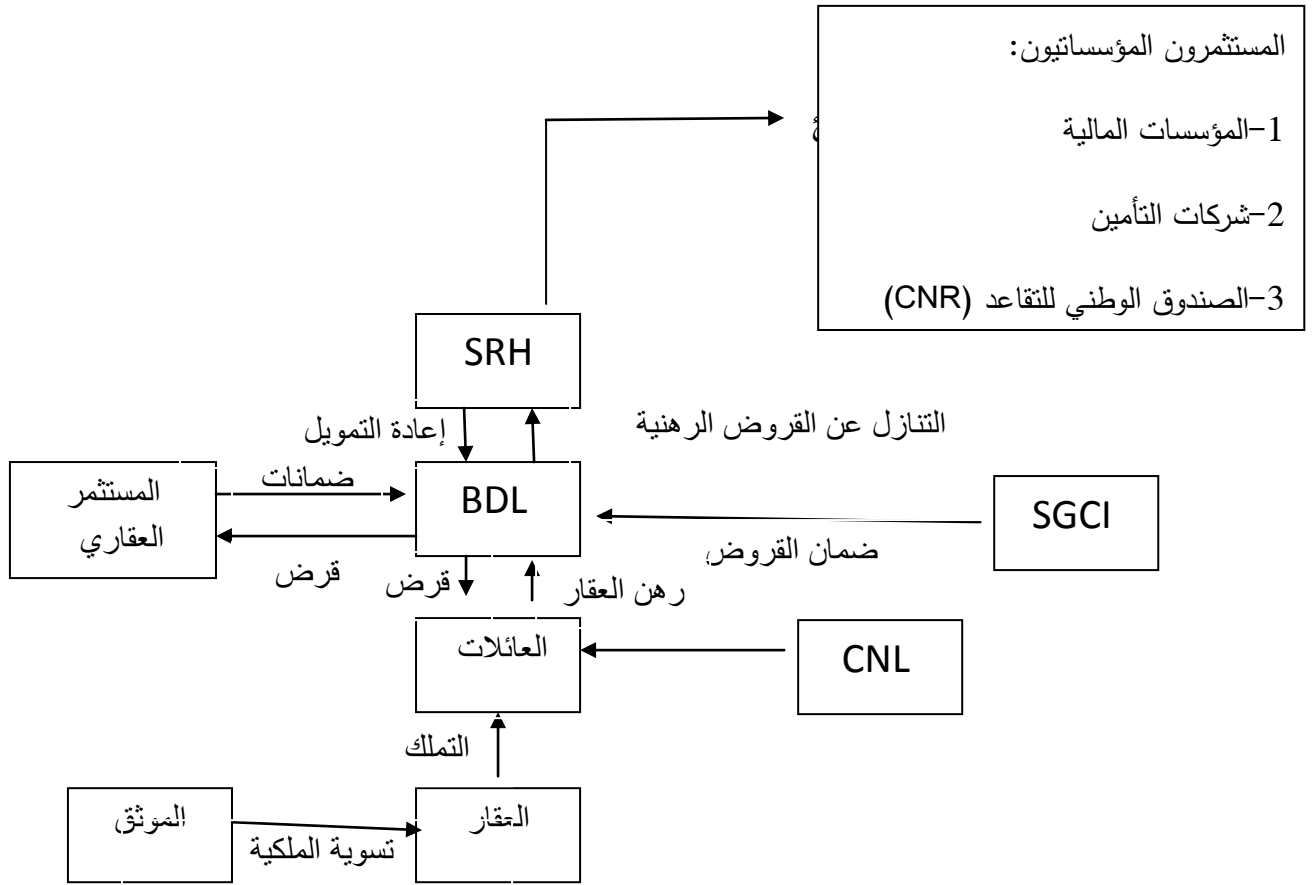 المستثمرون المؤسساتيون:
1-المؤسسات المالية
2-شركات التأمين
3-الصندوق الوطني للتقاعد (CNR)
SRH
إعادة التمويل
التنازل عن القروض الرهنية
المستثمر
العقاري
ضمانات
قرض
BDL
SGCI
ضمان القروض
قرض
رهن العقار
العائلات
CNL
التملك
الموثق
تسوية الملكية
العقار